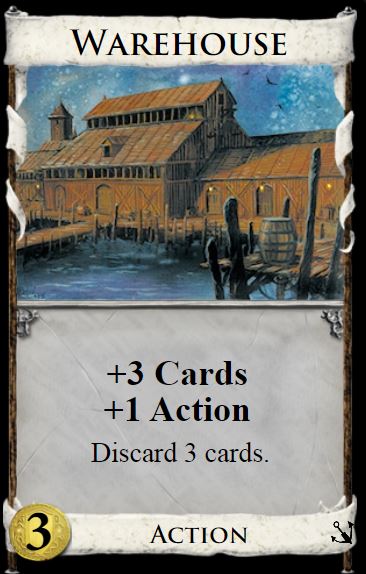 WAREHOUSE
+3 Cards
+1 Action
Discard 3 cards.
3
ACTION